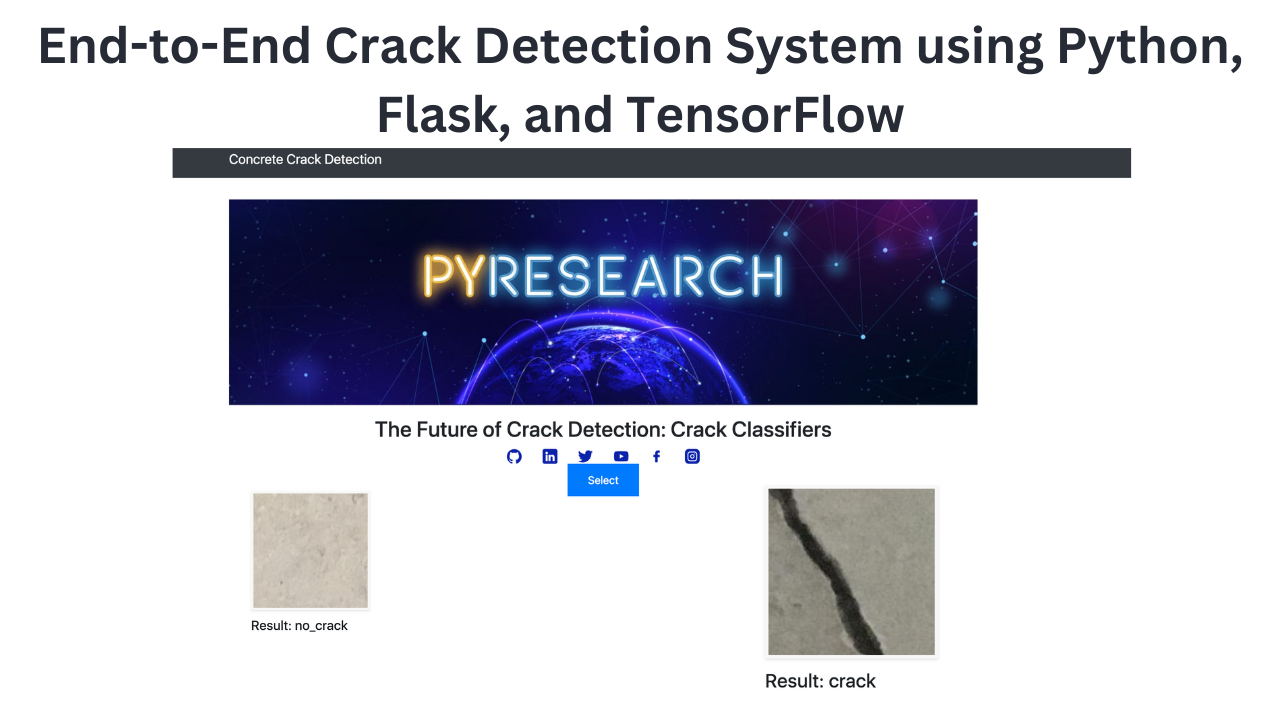 End-to-End Crack Detection System using Python,
Flask, and TensorFlow
Concrete Crack Detection
PYRESEARCH
The Future of Crack Detection: Crack Classifiers
Select
Result: no_crack
Result: crack